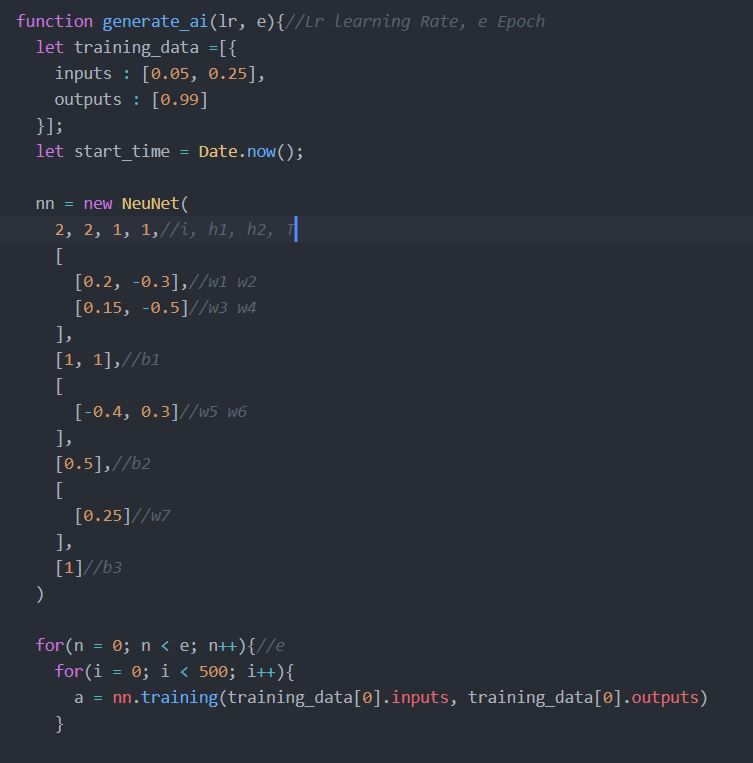 function generate_ai(lr, e){//Lr learning Rate, e Epoch
let training_data =[{
inputs : [0.05, 0.25],
outputs : [0.99]
}];
let start_time = Date.now();
nn = new NeuNet(
2, 2, 1, 1,//i, h1, h2, T
[
[0.2, -0.3],//w1 w2
[0.15, -0.5]//w3 w4
],
[1, 1],//b1
[
[-0.4, 0.3]//w5 w6
],
[0.5],//b2
[
[0.25]//w7
],
[1]//b3
)
for(n = 0; n < e; n++){//e
for(i = 0; i < 500; i++){
a = nn.training(training_data[0].inputs, training_data[0].outputs)
}